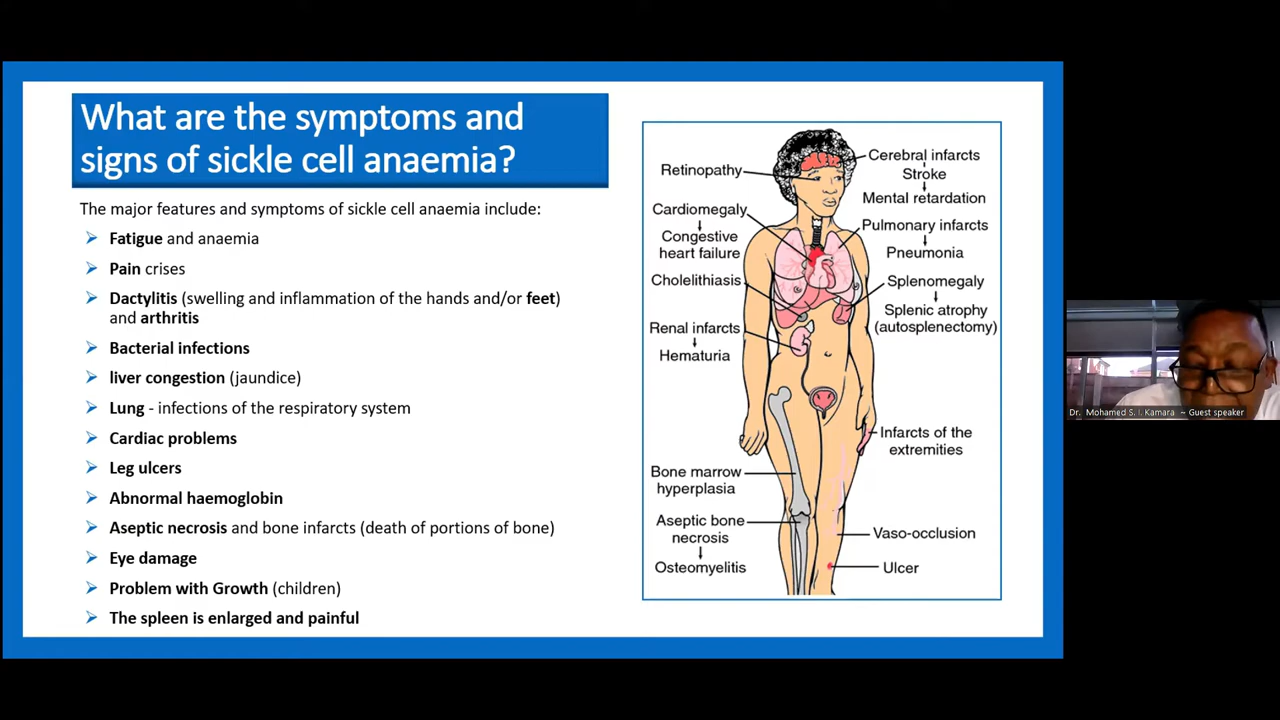 What are the symptoms and
signs of sickle cell anaemia?
The major features and symptoms of sickle cell anaemia include:
Fatigue and anaemia
Pain crises
Dactylitis (swelling and inflammation of the hands and/or feet)
and arthritis
Bacterial infections
liver congestion (jaundice)
Lung - infections of the respiratory system
Cardiac problems
Leg ulcers
Abnormal haemoglobin
Aseptic necrosis and bone infarcts (death of portions of bone)
Eye damage
Problem with Growth (children)
The spleen is enlarged and painful
Retinopathy
Cardiomegaly
Congestive
heart failure
Cholelithiasis
Renal infarcts
Hematuria
Bone marrow
hyperplasia
Aseptic bone
necrosis
Osteomyelitis
Cerebral infarcts
Stroke
Mental retardation
Pulmonary infarcts
Pneumonia
Splenomegaly
Splenic atrophy
(autosplenectomy)
Infarcts of the
extremities
Vaso-occlusion
Ulcer
Dr. Mohamed S. I. Kamara ~ Guest speaker